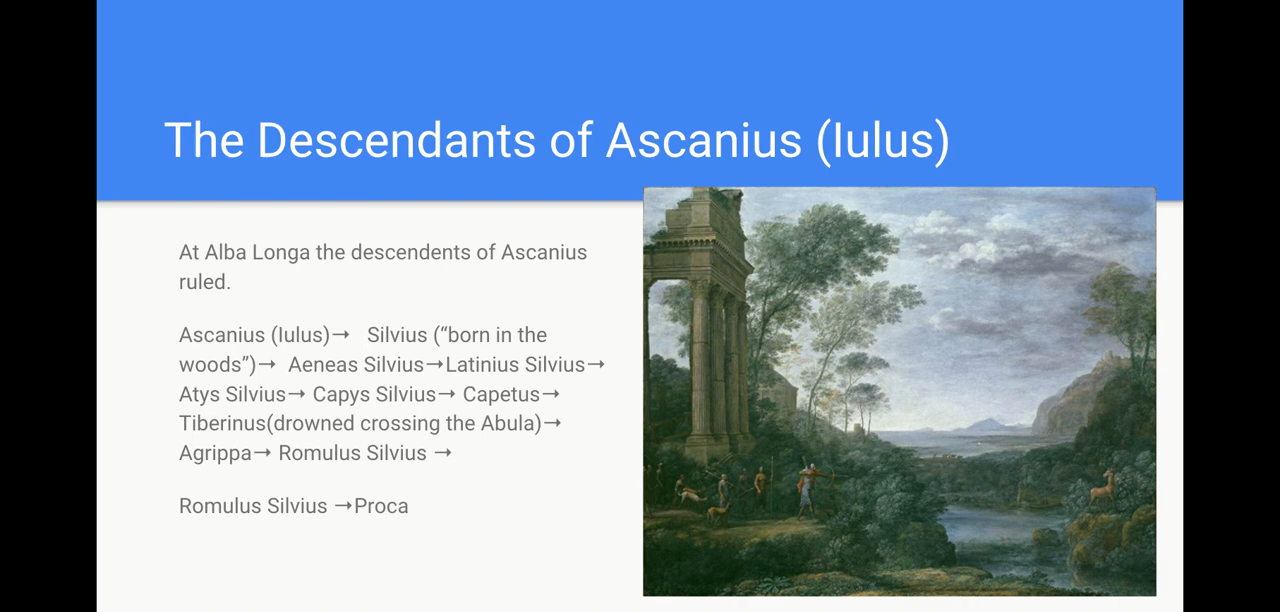 The Descendants of Ascanius (Iulus)
At Alba Longa the descendents of Ascanius
ruled.
Ascanius (Iulus)→ Silvius (“born in the
woods”)→ Aeneas Silvius→Latinius Silvius→
Atys Silvius→ Capys Silvius→ Capetus→
Tiberinus(drowned crossing the Abula)→
Agrippa→ Romulus Silvius →
Romulus Silvius →Proca